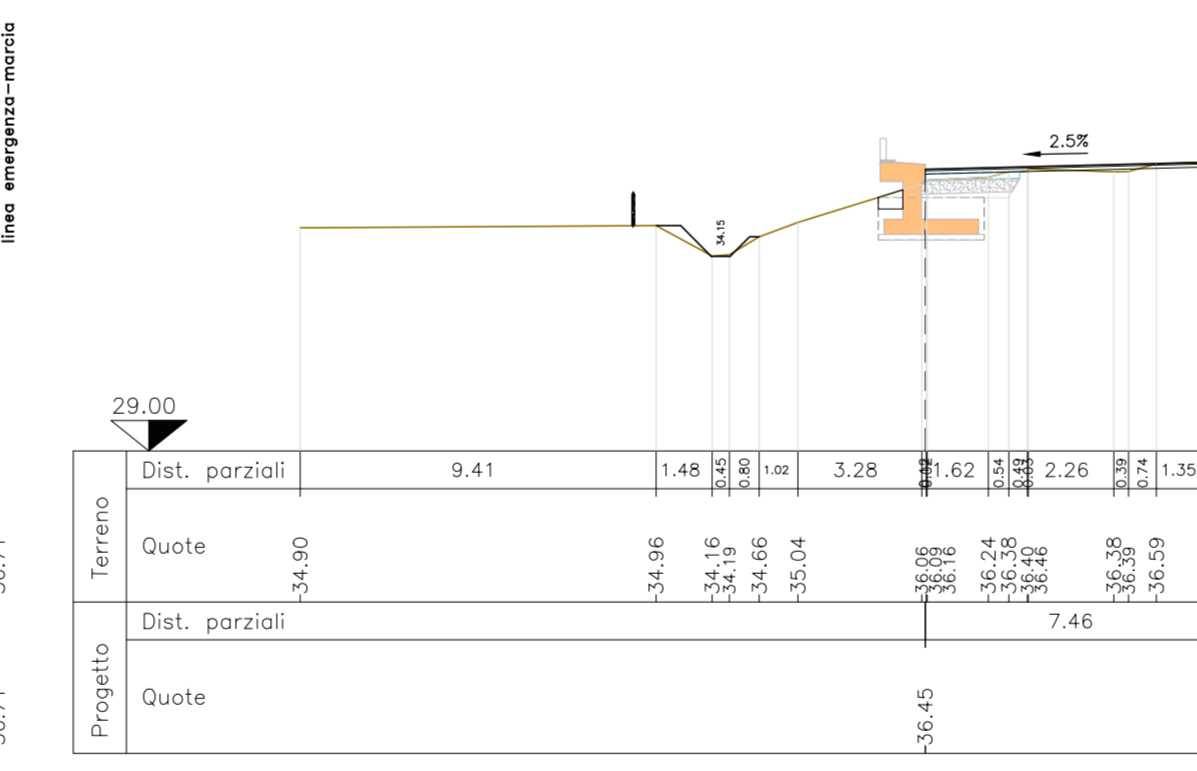 linea emergenza-marcia
2.5%
34.15
29.00
Terreno
Dist. parziali 9.41 1.48 0.45 0.80 1.02 3.28 1.62 0.54 0.49 2.26 0.39 0.74 1.35
Quote 34.90 34.96 34.16 34.19 34.66 35.04 36.06 36.09 36.16 36.24 36.38 36.40 36.46 36.38 36.39 36.59
Progetto
Dist. parziali 7.46
Quote 36.45